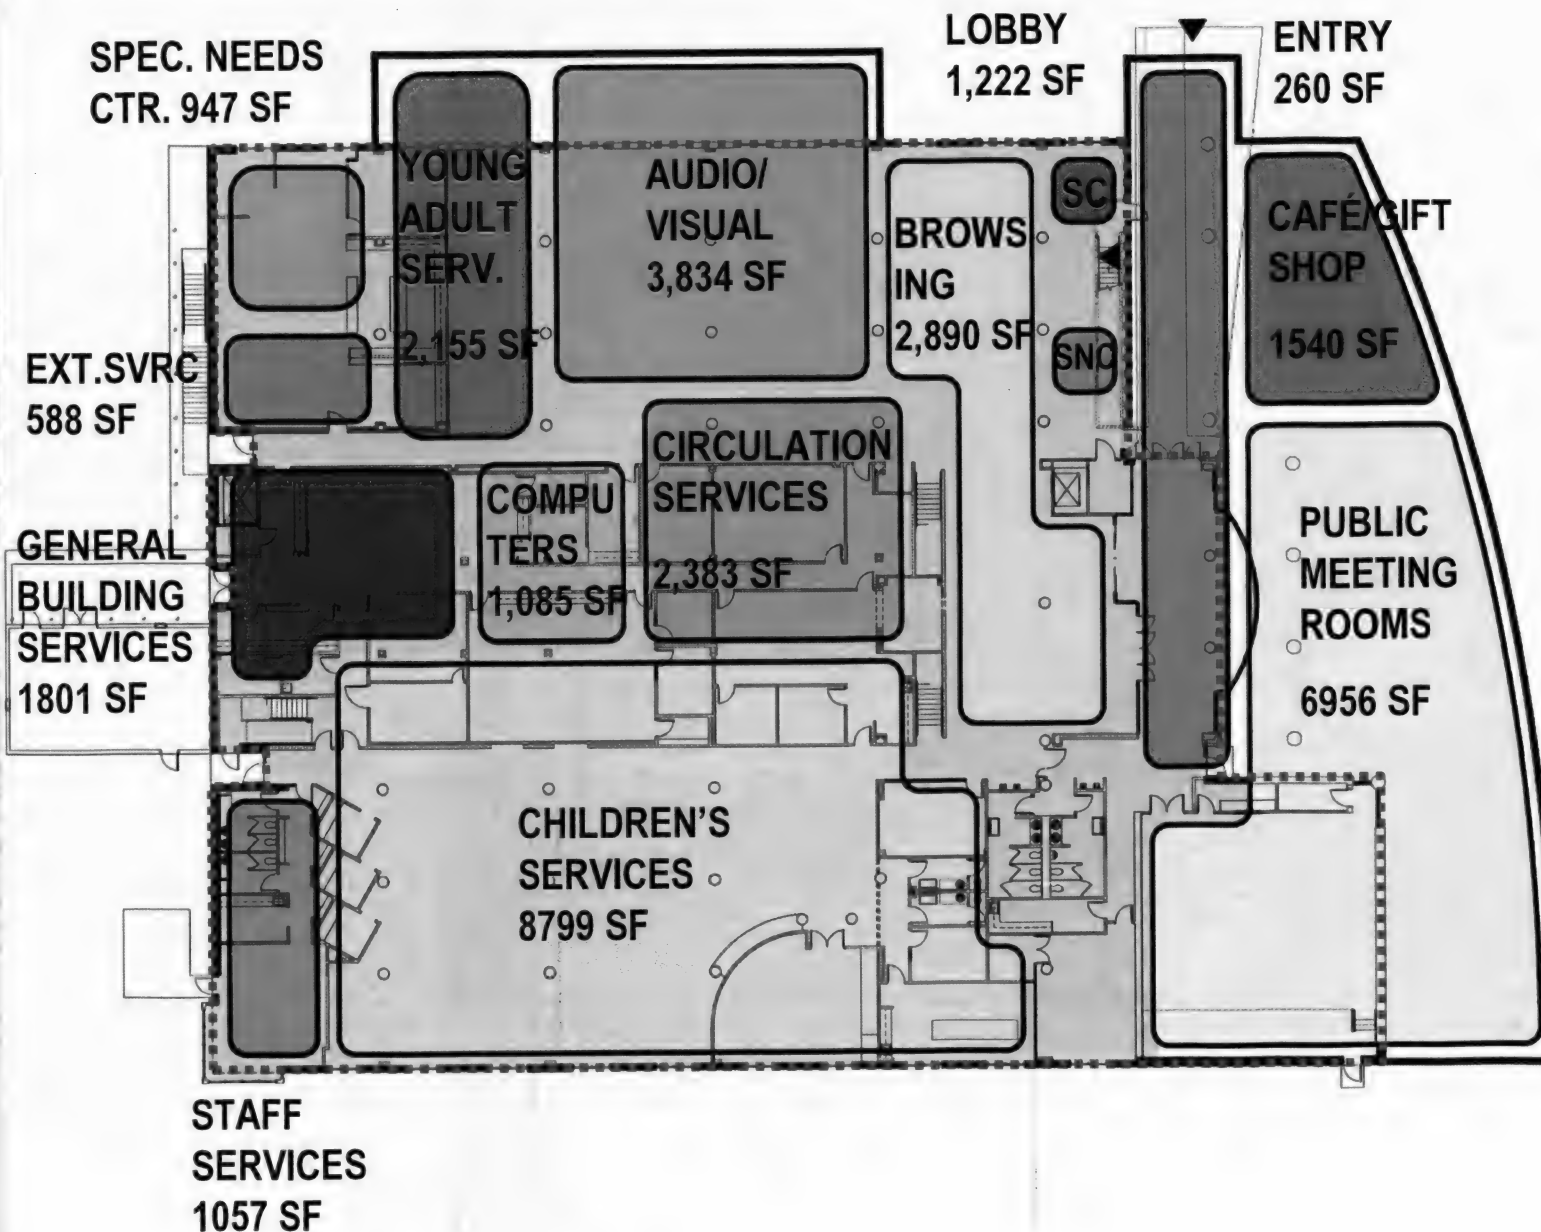 SPEC. NEEDS
CTR. 947 SF
LOBBY
1,222 SF
ENTRY
260 SF
YOUNG
ADULT
SERV.
2,155 SF
AUDIO/
VISUAL
3,834 SF
BROWS
ING
2,890 SF
SC
SNC
CAFÉ/GIFT
SHOP
1540 SF
EXT.SVRC
588 SF
GENERAL
BUILDING
SERVICES
1801 SF
COMPU
TERS
1,085 SF
CIRCULATION
SERVICES
2,383 SF
PUBLIC
MEETING
ROOMS
6956 SF
CHILDREN'S
SERVICES
8799 SF
STAFF
SERVICES
1057 SF